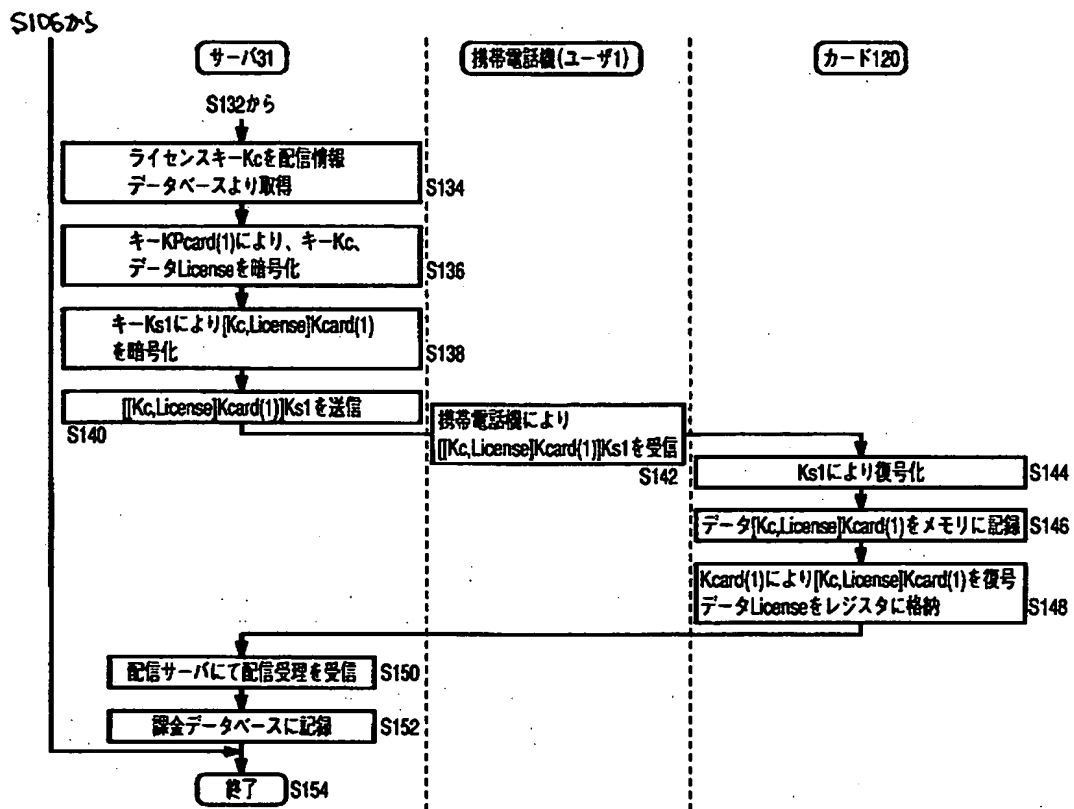 S106から
サーバ31
携帯電話機(ユーザ1)
カード120
S132から
ライセンスキーKcを配信情報
データベースより取得
S134
キーKPcard(1)により、キーKc、
データLicenseを暗号化
S136
キーKs1により[Kc,License]Kcard(1)
を暗号化
S138
[[Kc,License]Kcard(1)]Ks1を送信
S140
携帯電話機により
[[Kc,License]Kcard(1)]Ks1を受信
S142
Ks1により復号化
S144
データ[Kc,License]Kcard(1)をメモリに記録
S146
Kcard(1)により[Kc,License]Kcard(1)を復号
データLicenseをレジスタに格納
S148
配信サーバにて配信受理を受信
S150
課金データベースに記録
S152
終了
S154